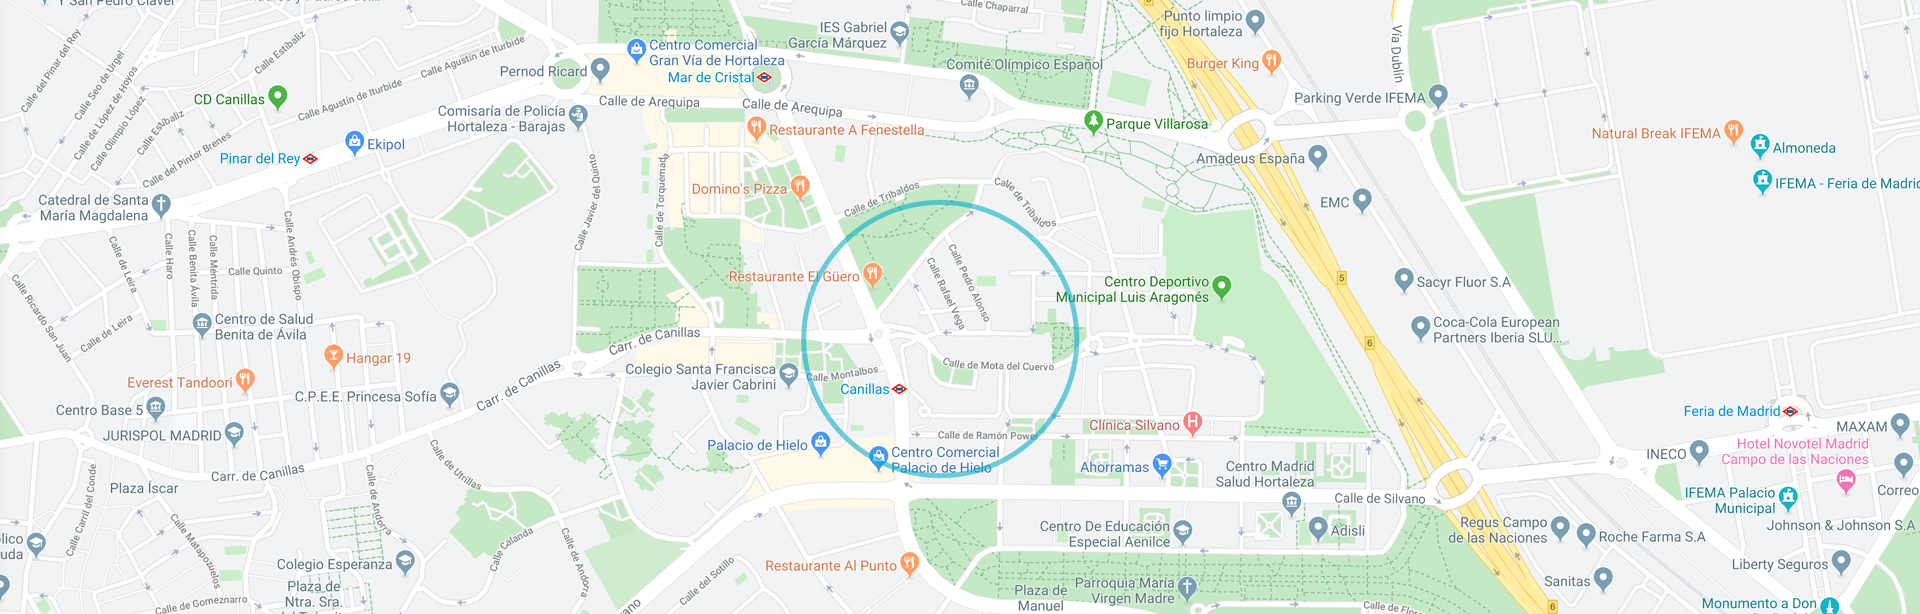 Y San Pedro Claver
Calle Chaparral
Punto limpio
fijo Hortaleza
IES Gabriel
García Márquez
Centro Comercial
Gran Vía de Hortaleza
Mar de Cristal
Pernod Ricard
Comité Olímpico Español
Burger King
Vía Dublín
Calle del Pinar del Rey
Calle Seo de Urgel
Calle de López de Hoyos
Calle Olimpio López
Calle Estíbaliz
Calle Estíbaliz
Calle Agustín de Iturbide
Calle Agustín de Iturbide
CD Canillas
Calle de Arequipa
Calle de Arequipa
Comisaría de Policía
Hortaleza - Barajas
Parking Verde IFEMA
Restaurante A Fenestella
Parque Villarosa
Natural Break IFEMA
Almoneda
Ekipol
Pinar del Rey
Calle del Pintor Brenes
Amadeus España
IFEMA - Feria de Madrid
Domino's Pizza
Calle de Torquemada
Calle Javier del Quinto
Calle de Tribaldos
Calle de Tribaldos
Catedral de Santa
María Magdalena
EMC
Calle Andrés Obispo
Calle de Leira
Calle Haro
Calle Benita Ávila
Calle Méntrida
Calle Quinto
Calle Ricardo San Juan
Calle de Leira
Restaurante El Güero
Calle Pedro Alonso
Calle Rafael Vega
Centro Deportivo
Municipal Luis Aragonés
5
Sacyr Fluor S.A
Centro de Salud
Benita de Ávila
Carr. de Canillas
Coca-Cola European
Partners Iberia SLU...
6
Hangar 19
Everest Tandoori
Carr. de Canillas
Colegio Santa Francisca
Javier Cabrini
Calle Montalbos
Calle de Mota del Cuervo
Canillas
C.P.E.E. Princesa Sofía
Centro Base 5
JURISPOL MADRID
Clínica Silvano
Feria de Madrid
MAXAM
Calle de Ramón Power
Palacio de Hielo
Centro Comercial
Palacio de Hielo
Hotel Novotel Madrid
Campo de las Naciones
INECO
Ahorramas
Centro Madrid
Salud Hortaleza
Carr. de Canillas
Calle de Utrillas
Calle de Andorra
Plaza Íscar
Calle Carril del Conde
Calle de Silvano
IFEMA Palacio
Municipal
Correo
Calle Matapozuelos
Calle Calanda
Calle de Andorra
Centro De Educación
Especial Aenilce
Adisli
Regus Campo
de las Naciones
Roche Farma S.A
Johnson & Johnson S.A
Colegio Esperanza
Restaurante Al Punto
Calle del Sotillo
Liberty Seguros
Sanitas
Parroquia María
Virgen Madre
Plaza de
Manuel
Plaza de
Ntra. Sra.
Calle de Gomeznarro
Monumento a Don
6